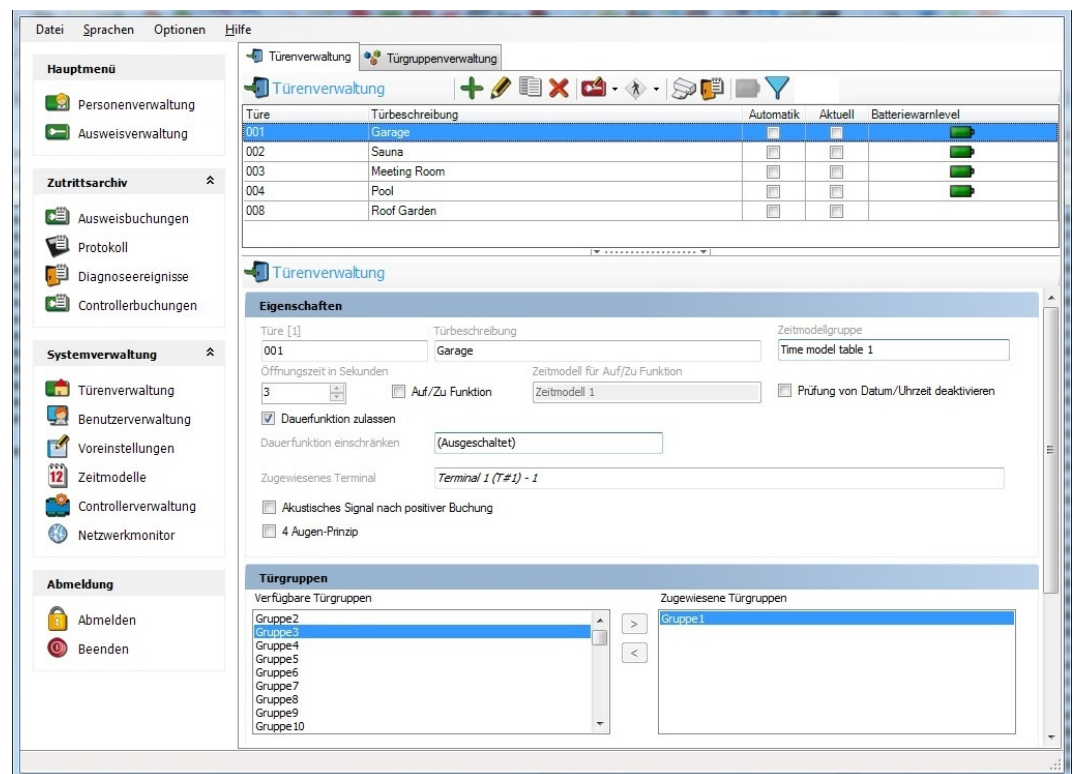 Datei Sprachen Optionen Hilfe
Hauptmenü
Personenverwaltung
Ausweisverwaltung
Zutrittsarchiv
Ausweisbuchungen
Protokoll
Diagnoseereignisse
Controllerbuchungen
Systemverwaltung
Türenverwaltung
Benutzerverwaltung
Voreinstellungen
12 Zeitmodelle
Controllerverwaltung
Netzwerkmonitor
Abmeldung
Abmelden
Beenden
Türenverwaltung Türgruppenverwaltung
Türenverwaltung
Türe Türbeschreibung Automatik Aktuell Batteriewarnlevel
001 Garage
002 Sauna
003 Meeting Room
004 Pool
008 Roof Garden
Türenverwaltung
Eigenschaften
Türe [1] Türbeschreibung Zeitmodellgruppe
001 Garage Time model table 1
Öffnungszeit in Sekunden Zeitmodell für Auf/Zu Funktion
3 Auf/Zu Funktion Zeitmodell 1 Prüfung von Datum/Uhrzeit deaktivieren
Dauerfunktion zulassen
Dauerfunktion einschränken (Ausgeschaltet)
Zugewiesenes Terminal Terminal 1 (T#1) - 1
Akustisches Signal nach positiver Buchung
4 Augen-Prinzip
Türgruppen
Verfügbare Türgruppen Zugewiesene Türgruppen
Gruppe2 > Gruppe1
Gruppe3
Gruppe4
Gruppe5 <
Gruppe6
Gruppe7
Gruppe8
Gruppe9
Gruppe10